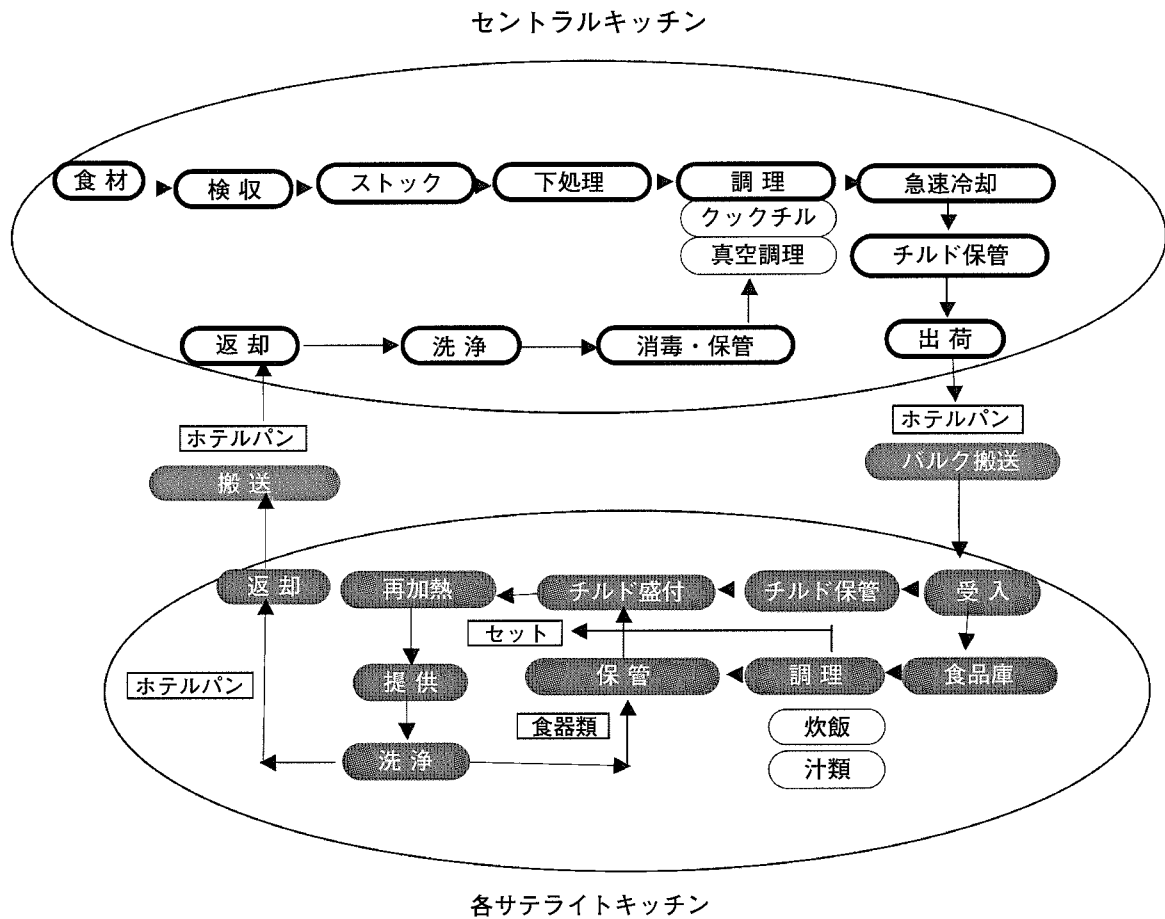 セントラルキッチン
食材
検収
ストック
下処理
調理
急速冷却
クックチル
真空調理
チルド保管
返却
洗浄
消毒・保管
出荷
ホテルパン
ホテルパン
搬送
バルク搬送
返却
再加熱
チルド盛付
チルド保管
受入
セット
ホテルパン
提供
保管
調理
食品庫
食器類
炊飯
洗浄
汁類
各サテライトキッチン